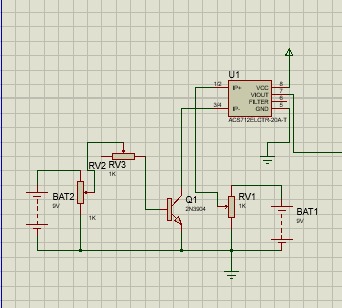 U1
1/2 IP+ VCC 8
VIOUT 7
FILTER 6
3/4 IP- GND 5
ACS712ELCTR-20A-T
RV2 RV3
1K
BAT2
9V
1K
Q1
2N3904
RV1
1K
BAT1
9V